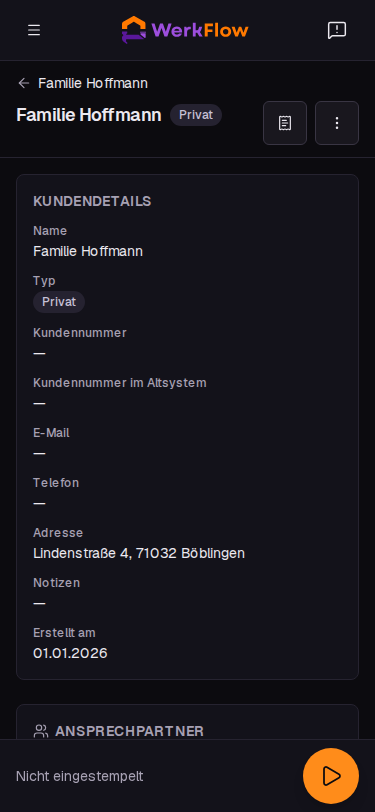 WerkFlow
Familie Hoffmann
Familie Hoffmann Privat
KUNDENDETAILS
Name
Familie Hoffmann
Typ
Privat
Kundennummer
—
Kundennummer im Altsystem
—
E-Mail
—
Telefon
—
Adresse
Lindenstraße 4, 71032 Böblingen
Notizen
—
Erstellt am
01.01.2026
ANSPRECHPARTNER
Nicht eingestempelt